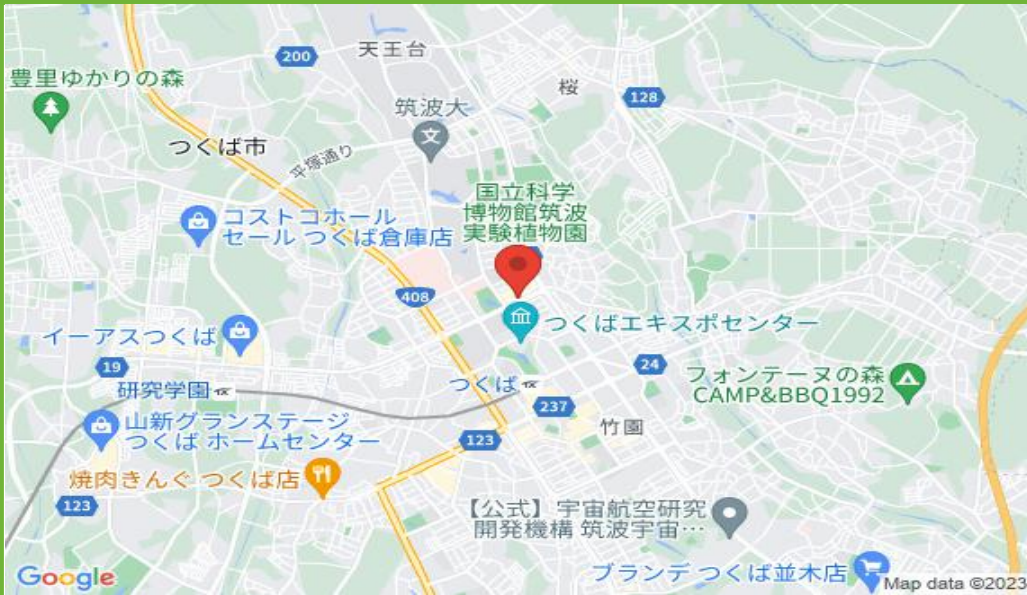 天王台
200
豊里ゆかりの森
桜
128
筑波大
つくば市
平塚通り
国立科学
博物館筑波
実験植物園
コストコホール
セール つくば倉庫店
408
つくばエキスポセンター
イーアスつくば
19
24
研究学園
つくば
フォンテーヌの森
CAMP&BBQ1992
237
山新グランステージ
つくば ホームセンター
竹園
123
焼肉きんぐ つくば店
123
【公式】宇宙航空研究
開発機構 筑波宇宙…
ブランデ つくば並木店
Google
Map data ©2023